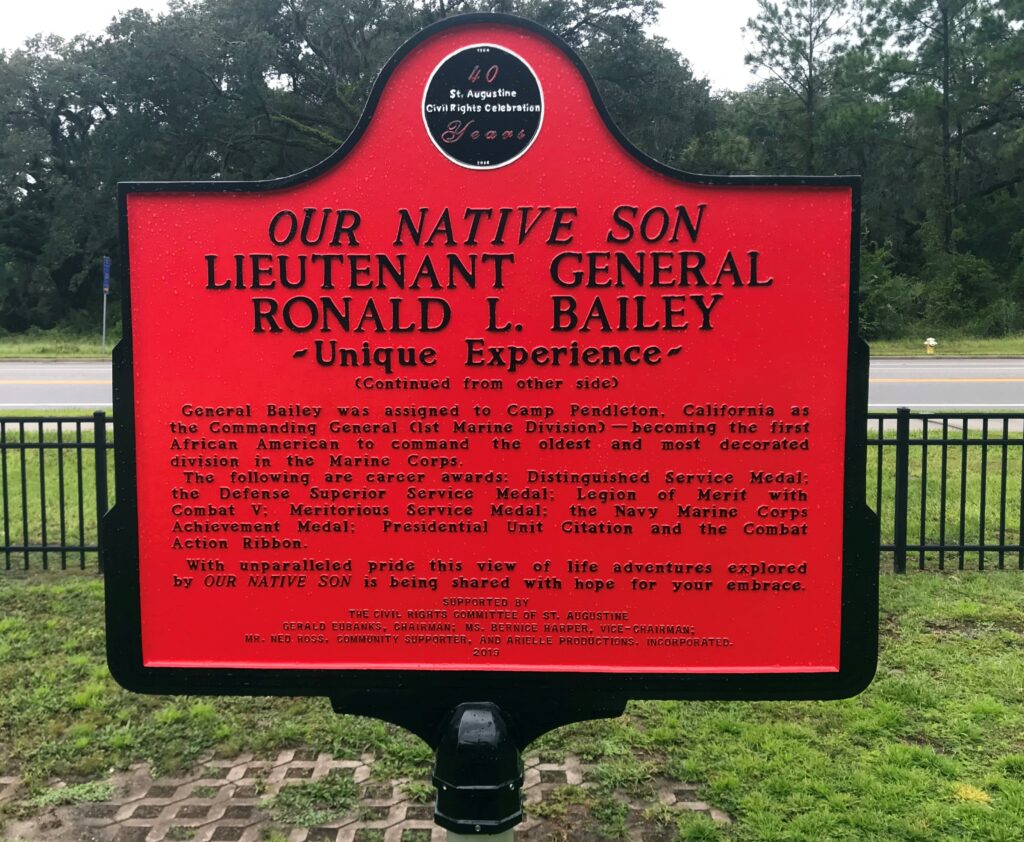 1964
40
St. Augustine
Civil Rights Celebration
Years
OUR NATIVE SON
LIEUTENANT GENERAL
RONALD L. BAILEY
~Unique Experience~
(Continued from other side)
General Bailey was assigned to Camp Pendleton, California as
the Commanding General (1st Marine Division) — becoming the first
African American to command the oldest and most decorated
division in the Marine Corps.
The following are career awards: Distinguished Service Medal;
the Defense Superior Service Medal; Legion of Merit with
Combat V; Meritorious Service Medal; the Navy Marine Corps
Achievement Medal; Presidential Unit Citation and the Combat
Action Ribbon.
With unparalleled pride this view of life adventures explored
by OUR NATIVE SON is being shared with hope for your embrace.
SUPPORTED BY
THE CIVIL RIGHTS COMMITTEE OF ST. AUGUSTINE
GERALD EUBANKS, CHAIRMAN; MS. BERNICE HARPER, VICE-CHAIRMAN;
MR. NED ROSS, COMMUNITY SUPPORTER, AND ARIELLE PRODUCTIONS, INCORPORATED.
2019